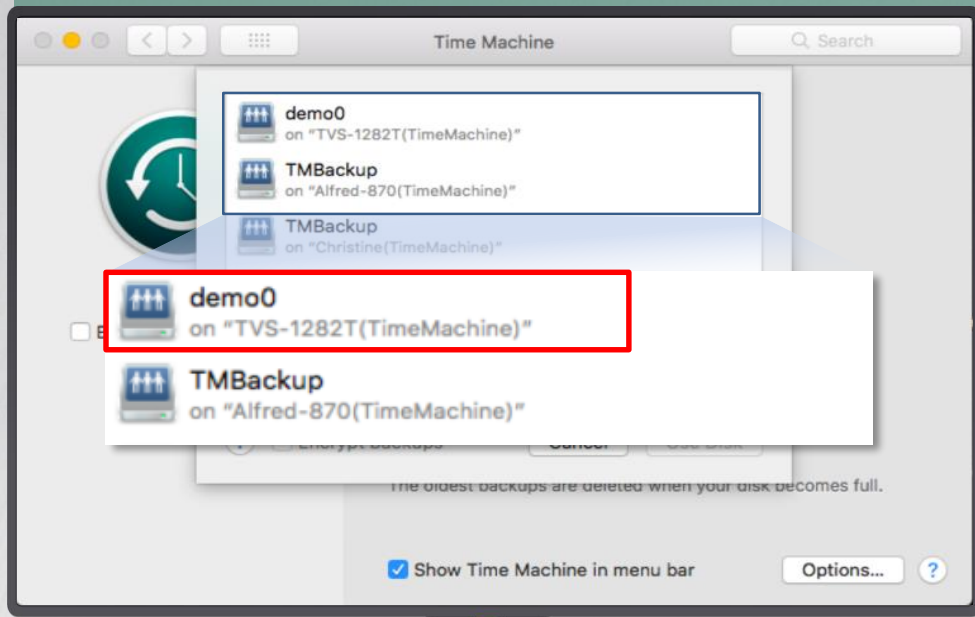 Time Machine
Search
demo0
on "TVS-1282T(TimeMachine)"
TMBackup
on "Alfred-870(TimeMachine)"
TMBackup
on "Christine(TimeMachine)"
demo0
on "TVS-1282T(TimeMachine)"
TMBackup
on "Alfred-870(TimeMachine)"
Encrypt Backups
Cancel
Use Disk
The oldest backups are deleted when your disk becomes full.
Show Time Machine in menu bar
Options...
?